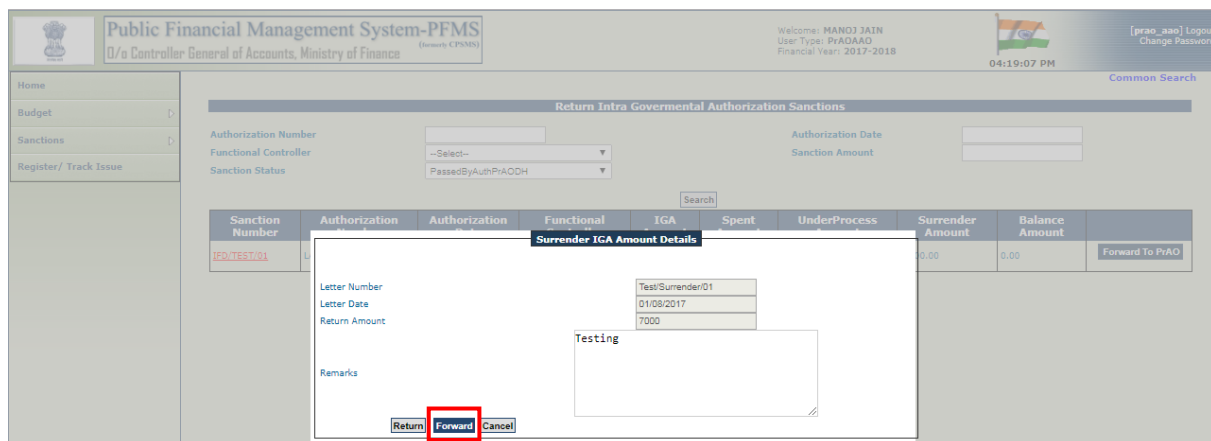 Public Financial Management System-PFMS
(formerly CPSMS)
O/o Controller General of Accounts, Ministry of Finance
Welcome: MANOJ JAIN
User Type: PrAOAAO
Financial Year: 2017-2018
04:19:07 PM
[prao_aao] Logou
Change Passwor
Common Search
Home
Budget
Sanctions
Register/ Track Issue
Return Intra Govermental Authorization Sanctions
Authorization Number
Authorization Date
Functional Controller
--Select--
Sanction Amount
Sanction Status
PassedByAuthPrAODH
Search
Sanction Number
Authorization
Authorization
Functional
IGA
Spent
UnderProcess
Surrender Amount
Balance Amount
IFD/TEST/01
0.00
Forward To PrAO
Surrender IGA Amount Details
Letter Number
Test/Surrender/01
Letter Date
01/08/2017
Return Amount
7000
Remarks
Testing
Return Forward Cancel